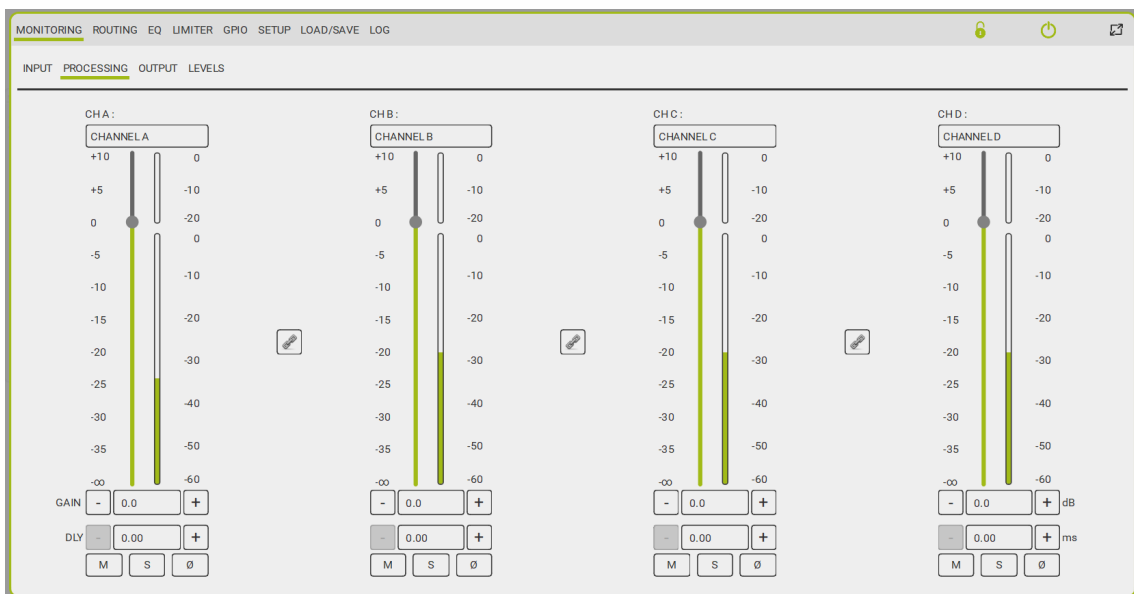 MONITORING ROUTING EQ LIMITER GPIO SETUP LOAD/SAVE LOG
INPUT PROCESSING OUTPUT LEVELS
CH A : CH B : CH C : CH D :
CHANNEL A CHANNEL B CHANNEL C CHANNEL D
+10 0 +10 0 +10 0 +10 0
+5 -10 +5 -10 +5 -10 +5 -10
0 -20 0 -20 0 -20 0 -20
0 0 0 0
-5 -5 -5 -5
-10 -10 -10 -10
-10 -10 -10 -10
-15 -20 -15 -20 -15 -20 -15 -20
-20 -30 -20 -30 -20 -30 -20 -30
-25 -25 -25 -25
-40 -40 -40 -40
-30 -30 -30 -30
-35 -50 -35 -50 -35 -50 -35 -50
-∞ -60 -∞ -60 -∞ -60 -∞ -60
GAIN - 0.0 + - 0.0 + - 0.0 + - 0.0 + dB
DLY - 0.00 + - 0.00 + - 0.00 + - 0.00 + ms
M S Ø M S Ø M S Ø M S Ø